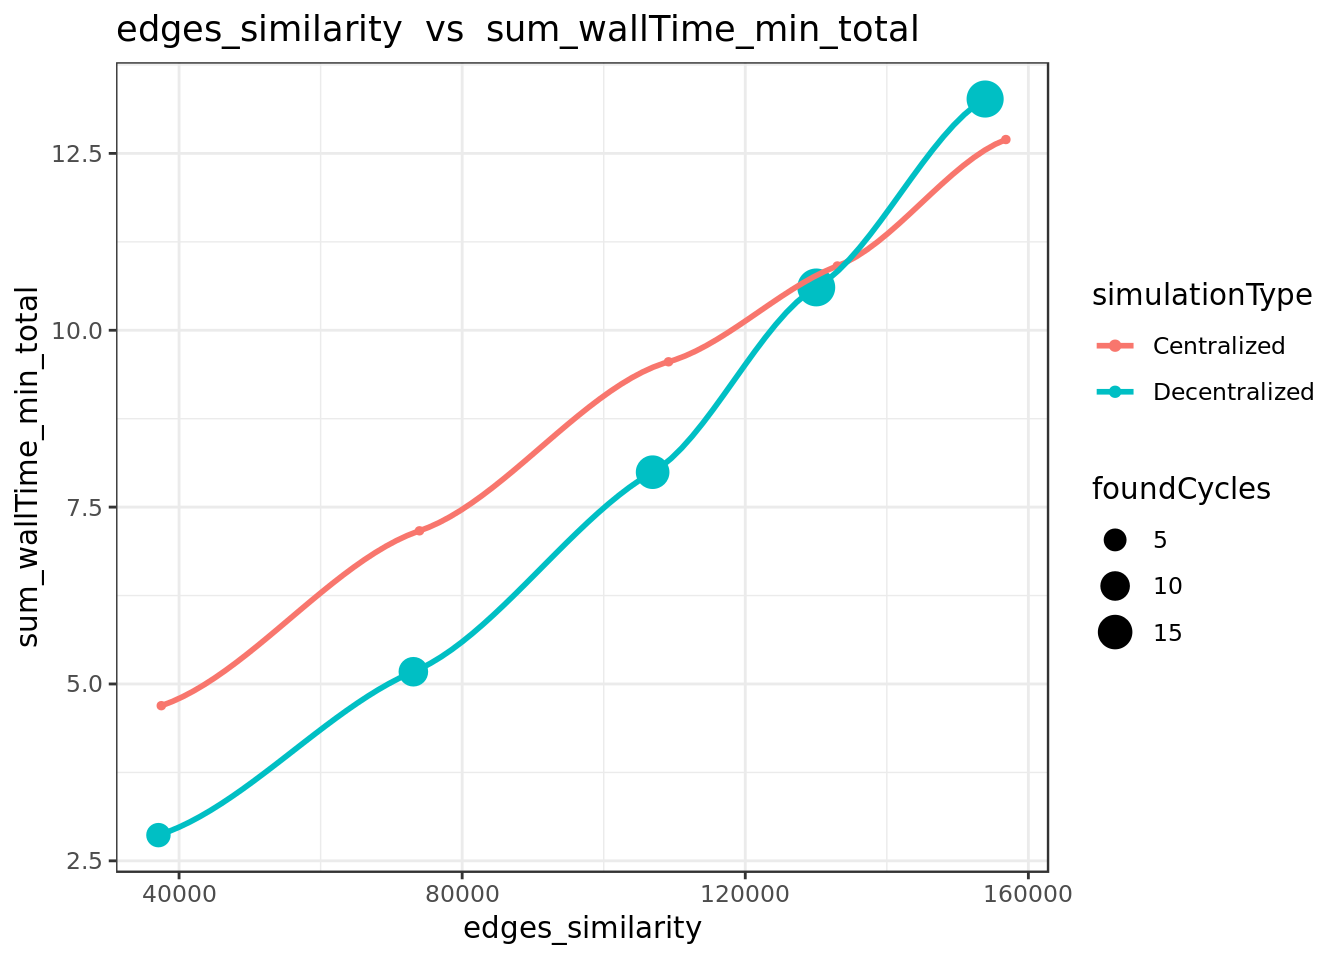 edges_similarity  vs  sum_wallTime_min_total
sum_wallTime_min_total
12.5
10.0
7.5
5.0
2.5
40000
80000
120000
160000
edges_similarity
simulationType
Centralized
Decentralized
foundCycles
5
10
15